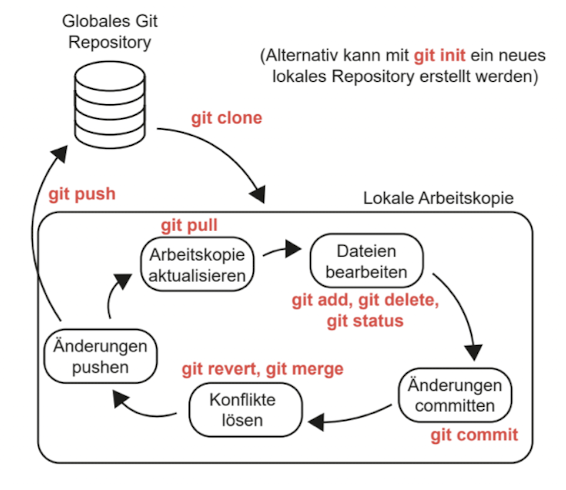 Globales Git
Repository
(Alternativ kann mit git init ein neues
lokales Repository erstellt werden)
git clone
git push
Lokale Arbeitskopie
git pull
Arbeitskopie
aktualisieren
Dateien
bearbeiten
git add, git delete,
git status
Änderungen
pushen
git revert, git merge
Konflikte
lösen
Änderungen
committen
git commit